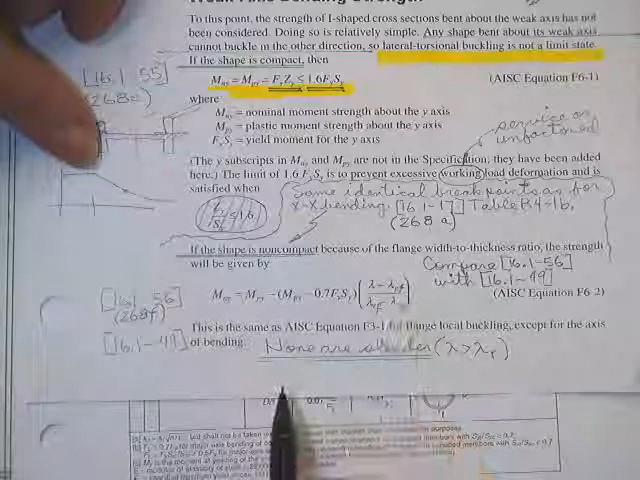 Weak-Axis Bending Strength
To this point, the strength of I-shaped cross sections bent about the weak axis has not
been considered. Doing so is relatively simple. Any shape bent about its weak axis
cannot buckle in the other direction, so lateral-torsional buckling is not a limit state.
If the shape is compact, then
[16.1-55]
(268e)
Mny = Mpy = FyZy ≤ 1.6FySy (AISC Equation F6-1)
where
Mny = nominal moment strength about the y axis
Mpy = plastic moment strength about the y axis
FySy = yield moment for the y axis
service or
unfactored
(The y subscripts in Mny and Mpy are not in the Specification; they have been added
here.) The limit of 1.6 FySy is to prevent excessive working load deformation and is
satisfied when
Zy/Sy ≤ 1.6
Same identical break points as for
x-x bending. [16.1-17] Table B4-1b.
(268 a)
If the shape is noncompact because of the flange width-to-thickness ratio, the strength
will be given by
Compare [16.1-56]
with [16.1-49]
Mny = Mpy − (Mpy − 0.7FySy) (λ − λpf / λrf − λ) (AISC Equation F6-2)
[16.1-56]
(268f)
This is the same as AISC Equation F3-1 for flange local buckling, except for the axis
of bending.
[16.1-49]
None are slender (λ>λr)